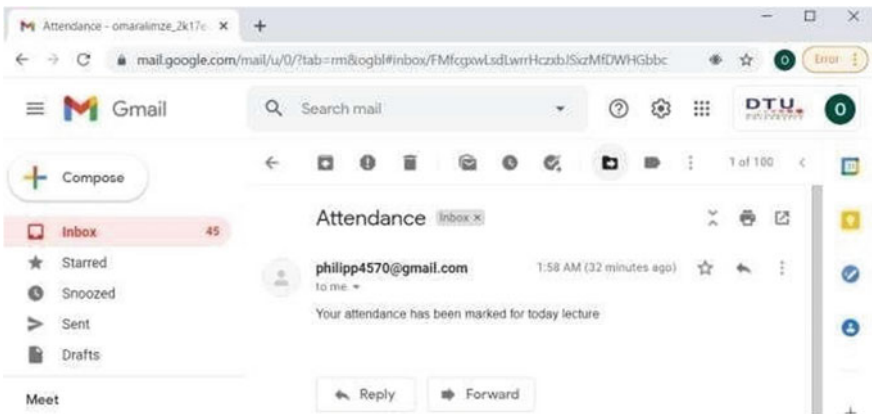 Attendance - omaralimze_2k17e
mail.google.com/mail/u/0/?tab=rm&ogbl#inbox/FMfcgxwLsdLwrrHczxbJSxzMfDWHGbbc
O
Error
Gmail
Search mail
DTU
O
Compose
1 of 100
Attendance Inbox ×
Inbox 45
Starred
philipp4570@gmail.com 1:58 AM (32 minutes ago)
to me
Snoozed
Your attendance has been marked for today lecture
Sent
Drafts
Meet
Reply Forward